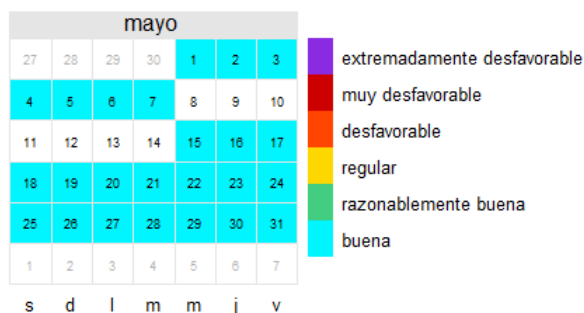 mayo
27 28 29 30 1 2 3
4 5 6 7 8 9 10
11 12 13 14 15 16 17
18 19 20 21 22 23 24
25 26 27 28 29 30 31
1 2 3 4 5 6 7
s d l m m j v
extremadamente desfavorable
muy desfavorable
desfavorable
regular
razonablemente buena
buena